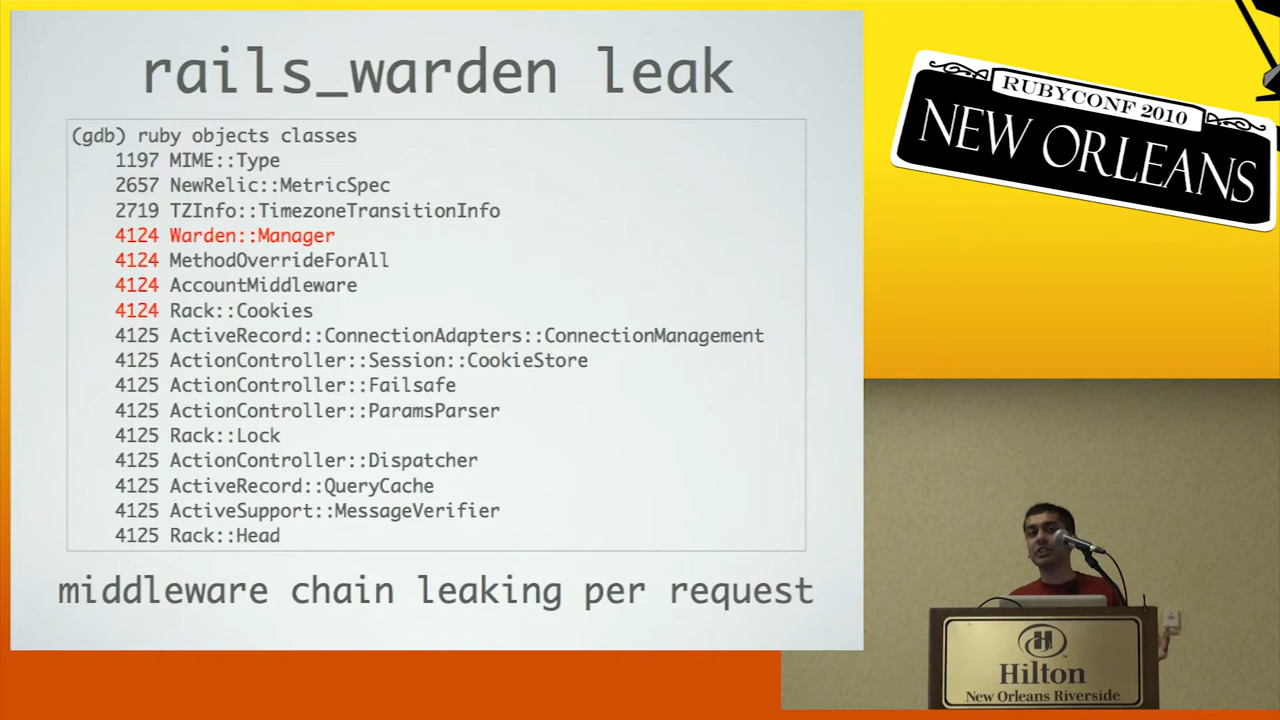 rails_warden leak
(gdb) ruby objects classes
1197 MIME::Type
2657 NewRelic::MetricSpec
2719 TZInfo::TimezoneTransitionInfo
4124 Warden::Manager
4124 MethodOverrideForAll
4124 AccountMiddleware
4124 Rack::Cookies
4125 ActiveRecord::ConnectionAdapters::ConnectionManagement
4125 ActionController::Session::CookieStore
4125 ActionController::Failsafe
4125 ActionController::ParamsParser
4125 Rack::Lock
4125 ActionController::Dispatcher
4125 ActiveRecord::QueryCache
4125 ActiveSupport::MessageVerifier
4125 Rack::Head
middleware chain leaking per request
RUBYCONF 2010
NEW ORLEANS
H
Hilton
New Orleans Riverside